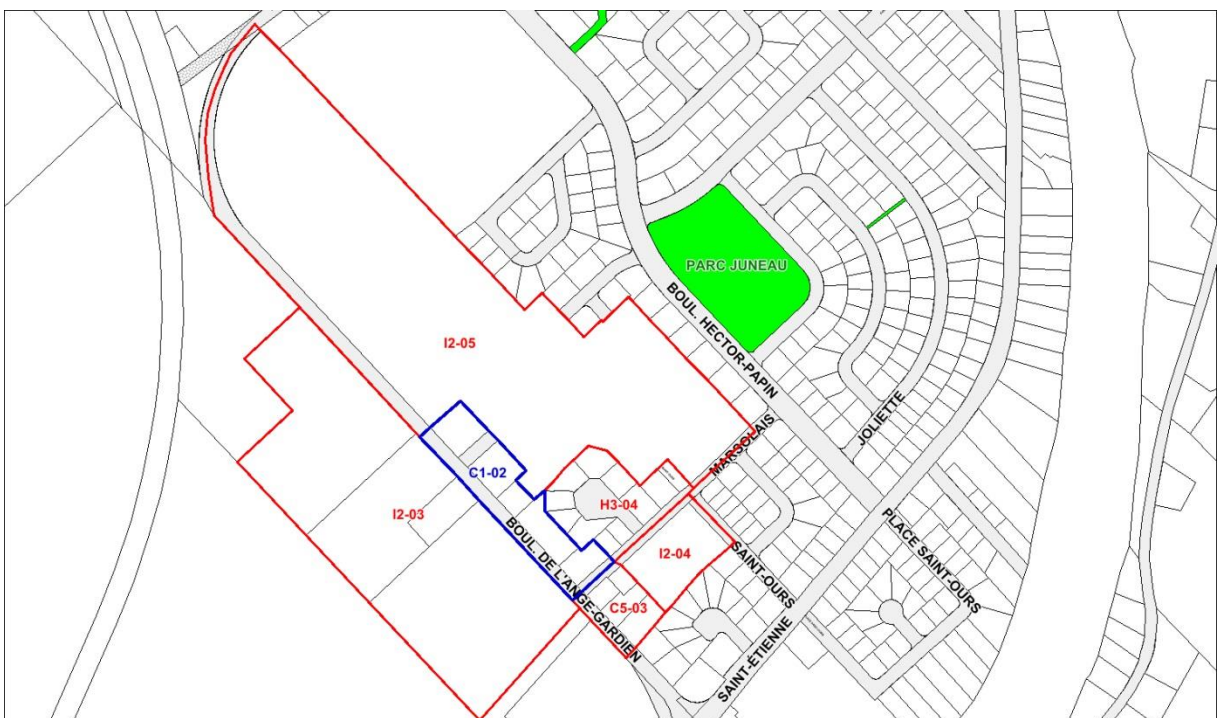 PARC JUNEAU
BOUL. HECTOR-PAPIN
I2-05
JOLIETTE
MARSOLAIS
C1-02
H3-04
I2-03
PLACE SAINT-OURS
BOUL. DE L'ANGE-GARDIEN
I2-04
SAINT-OURS
C5-03
SAINT-ÉTIENNE